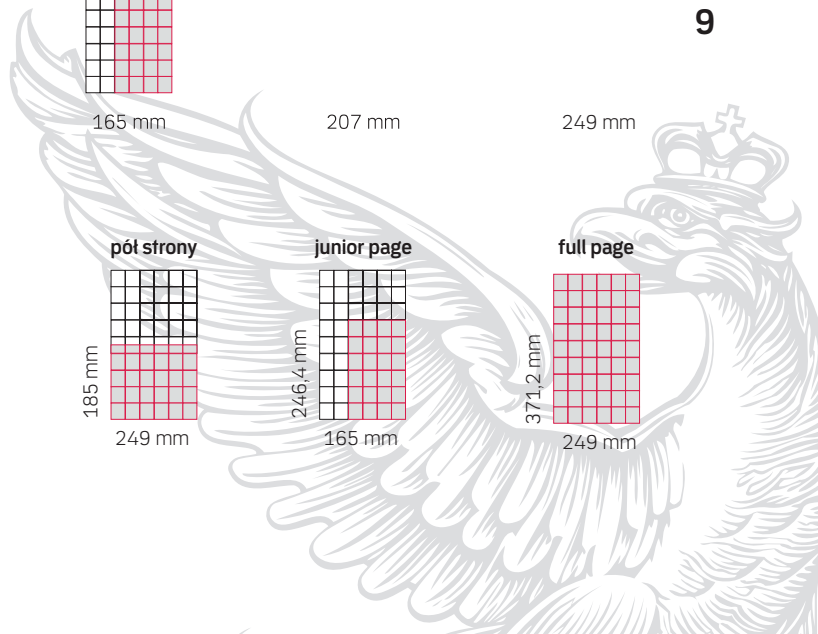 9
165 mm
207 mm
249 mm
pół strony
junior page
full page
185 mm
246,4 mm
371,2 mm
249 mm
165 mm
249 mm